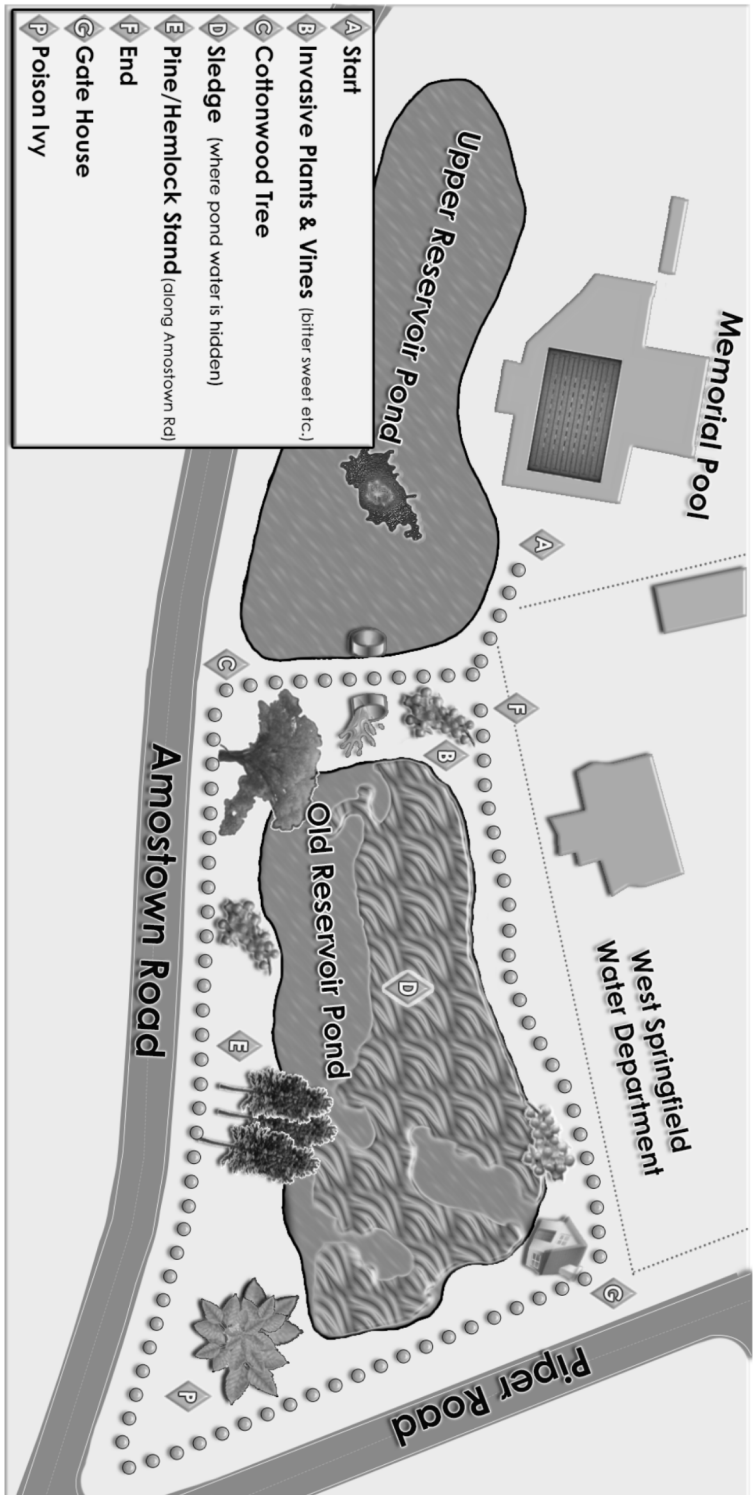 Memorial Pool
Upper Reservoir Pond
West Springfield
Water Department
Old Reservoir Pond
Amostown Road
Piper Road
A
F
B
C
D
E
G
P
A Start
B Invasive Plants & Vines (bitter sweet etc.)
C Cottonwood Tree
D Sledge (where pond water is hidden)
E Pine/Hemlock Stand (along Amostown Rd)
F End
G Gate House
P Poison Ivy